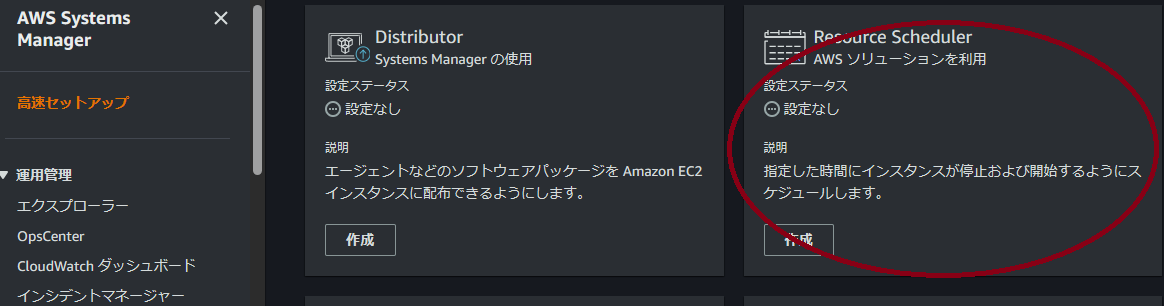 AWS Systems
Manager
高速セットアップ
運用管理
エクスプローラー
OpsCenter
CloudWatch ダッシュボード
インシデントマネージャー
Distributor
Systems Manager の使用
設定ステータス
設定なし
説明
エージェントなどのソフトウェアパッケージを Amazon EC2
インスタンスに配布できるようにします。
作成
Resource Scheduler
AWS ソリューションを利用
設定ステータス
設定なし
説明
指定した時間にインスタンスが停止および開始するようにス
ケジュールします。
作成